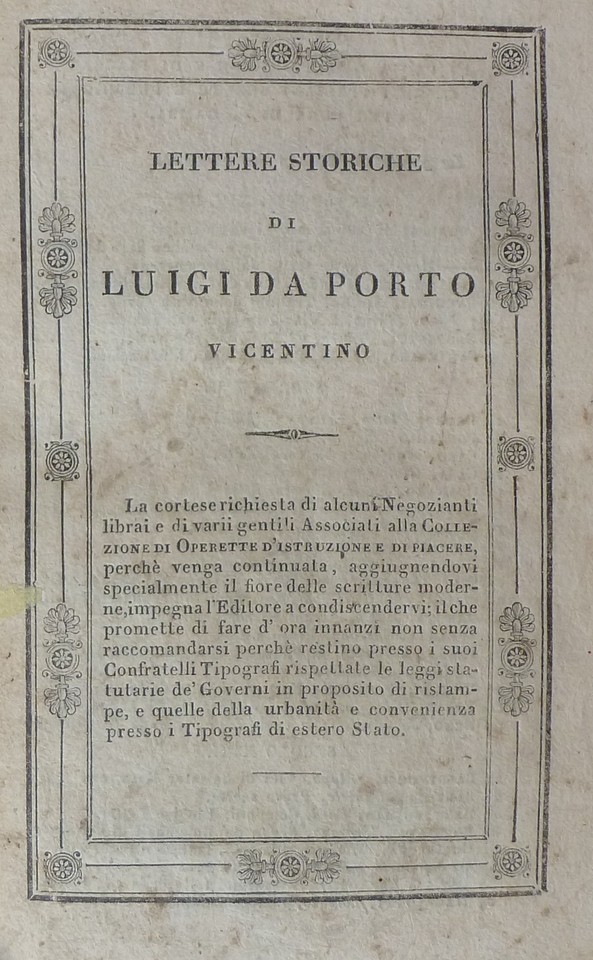 LETTERE STORICHE
DI
LUIGI DA PORTO
VICENTINO
La cortese richiesta di alcuni Negozianti
librai e di varii gentili Associati alla COLLE-
ZIONE DI OPERETTE D'ISTRUZIONE E DI PIACERE,
perchè venga continuata, aggiugnendovi
specialmente il fiore delle scritture moder-
ne, impegna l'Editore a condiscendervi; il che
promette di fare d' ora innanzi non senza
raccomandarsi perchè restino presso i suoi
Confratelli Tipografi rispettate le leggi sta-
tutarie de' Governi in proposito di ristam-
pe, e quelle della urbanità e convenienza
presso i Tipografi di estero Stato.